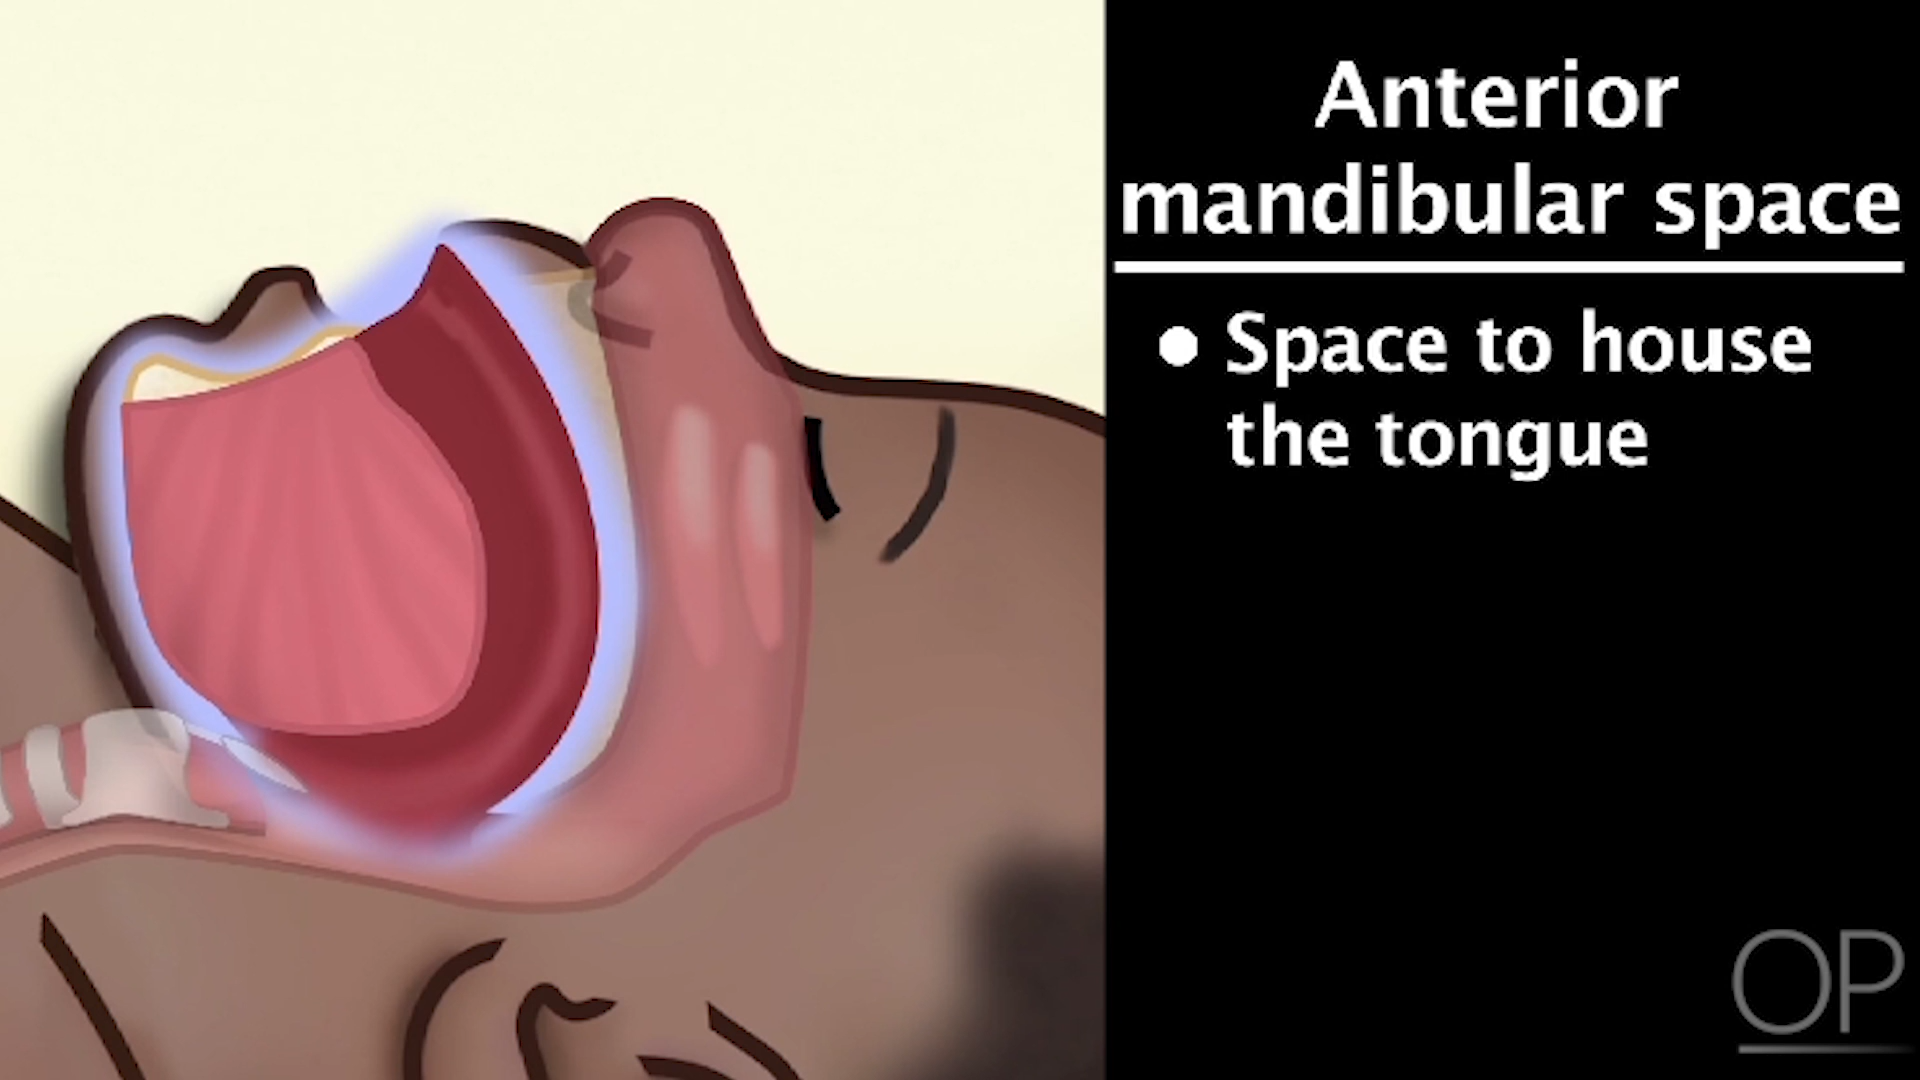 Anterior
mandibular space
• Space to house
the tongue
OP